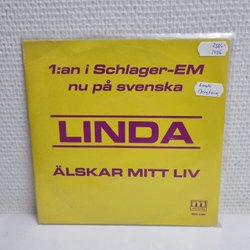 1:an i Schlager-EM
nu på svenska
LINDA
ÄLSKAR MITT LIV